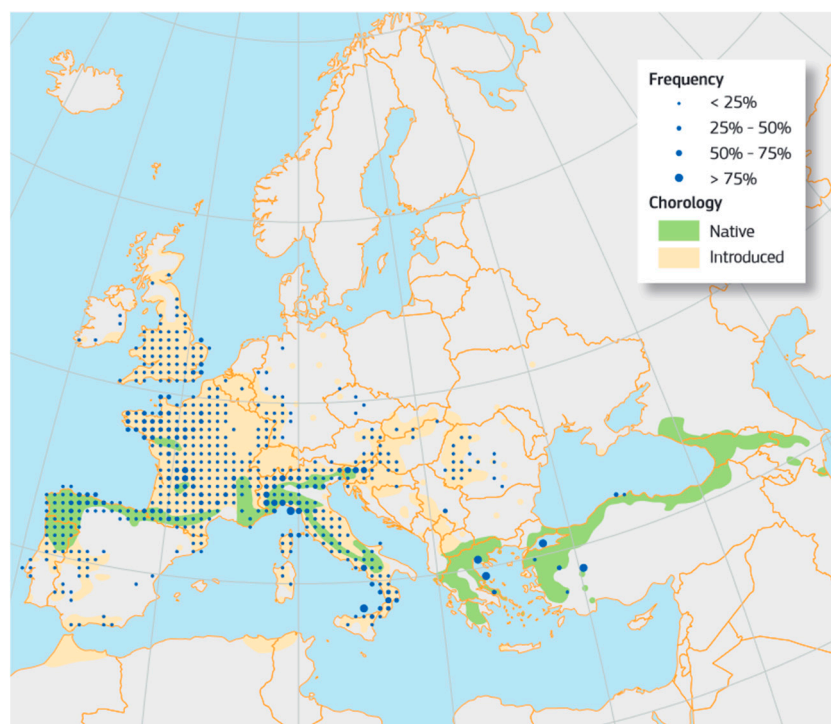 Frequency
< 25%
25% - 50%
50% - 75%
> 75%
Chorology
Native
Introduced